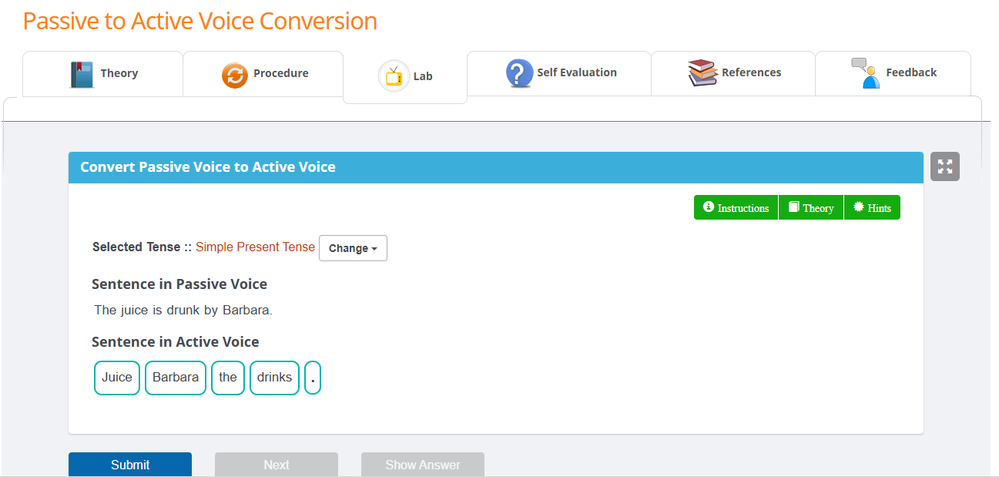 Passive to Active Voice Conversion
Theory Procedure Lab Self Evaluation References Feedback
Convert Passive Voice to Active Voice
Instructions Theory Hints
Selected Tense :: Simple Present Tense Change
Sentence in Passive Voice
The juice is drunk by Barbara.
Sentence in Active Voice
Juice Barbara the drinks .
Submit Next Show Answer